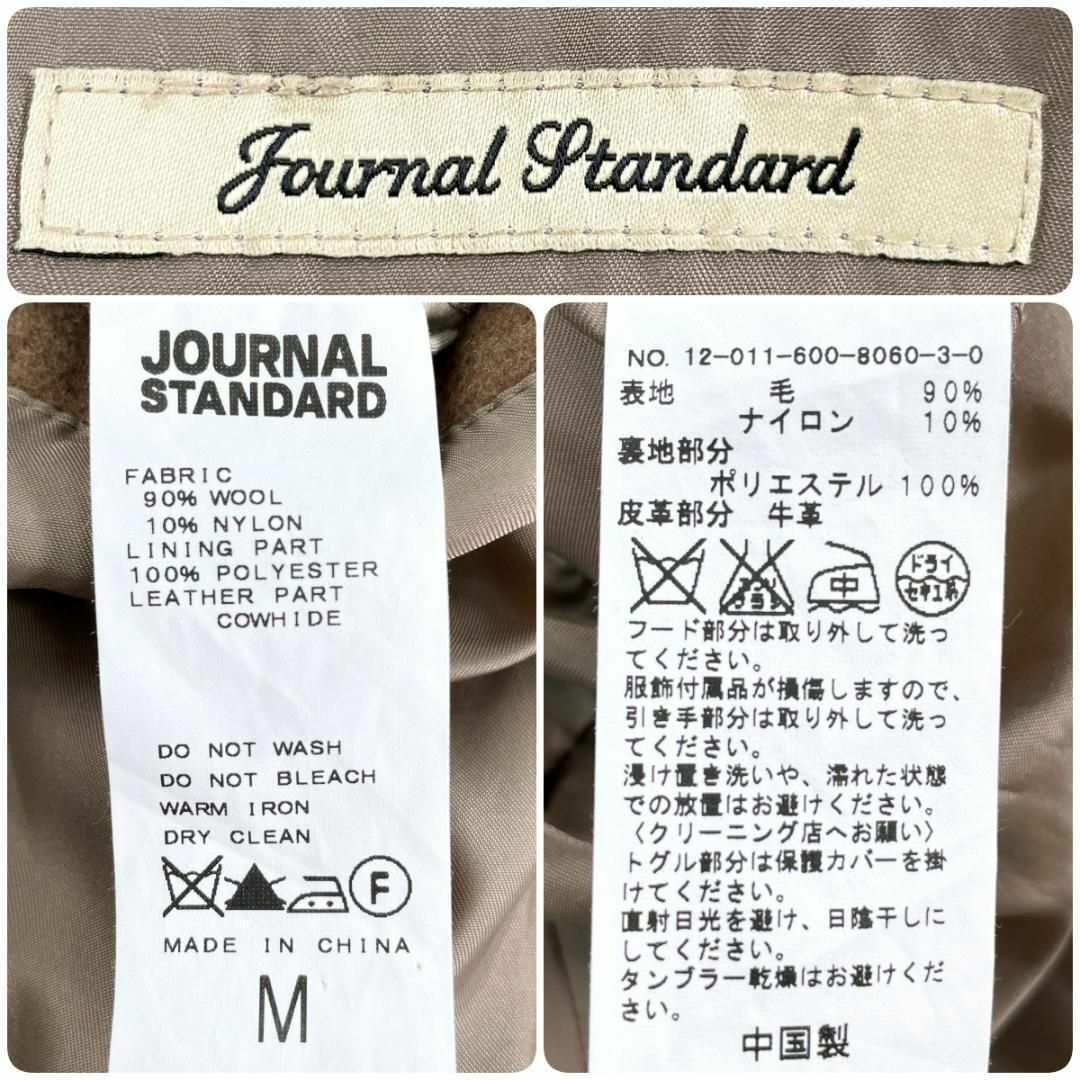 Journal Standard
JOURNAL
STANDARD
FABRIC
90% WOOL
10% NYLON
LINING PART
100% POLYESTER
LEATHER PART
COWHIDE
DO NOT WASH
DO NOT BLEACH
WARM IRON
DRY CLEAN
F
MADE IN CHINA
M
NO. 12-011-600-8060-3-0
表地 毛 90%
ナイロン 10%
裏地部分
ポリエステル 100%
皮革部分 牛革
エンソ
サラシ
中
ドライ
セキユ系
フード部分は取り外して洗っ
てください。
服飾付属品が損傷しますので、
引き手部分は取り外して洗っ
てください。
浸け置き洗いや、濡れた状態
での放置はお避けください。
〈クリーニング店へお願い〉
トグル部分は保護カバーを掛
けてください。
直射日光を避け、日陰干しに
してください。
タンブラー乾燥はお避けくだ
さい。
中国製